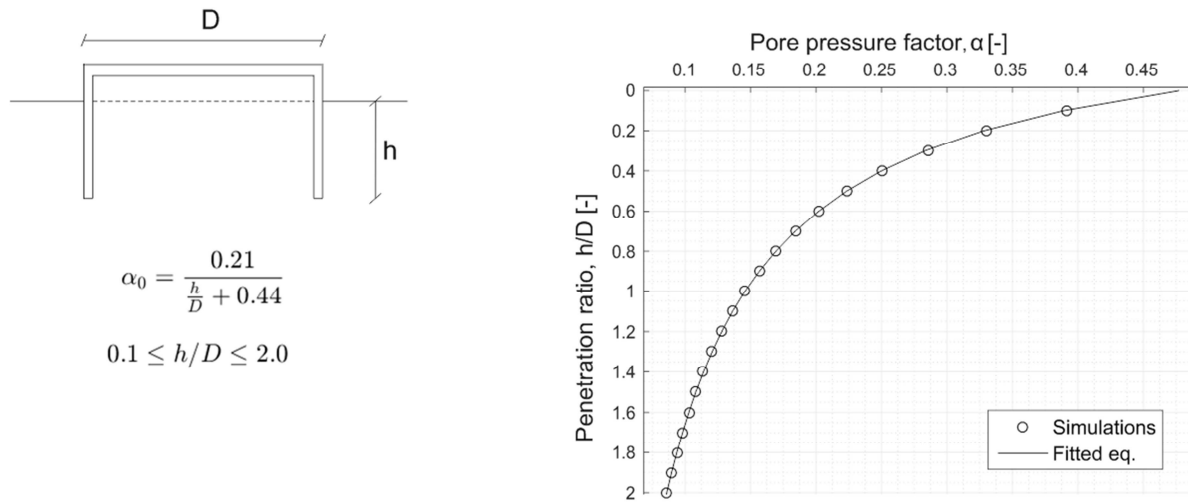 D
h
α₀ = 0.21 / (h/D + 0.44)
0.1 ≤ h/D ≤ 2.0
Pore pressure factor, α [-]
0.1 0.15 0.2 0.25 0.3 0.35 0.4 0.45
Penetration ratio, h/D [-]
0
0.2
0.4
0.6
0.8
1
1.2
1.4
1.6
1.8
2
Simulations
Fitted eq.